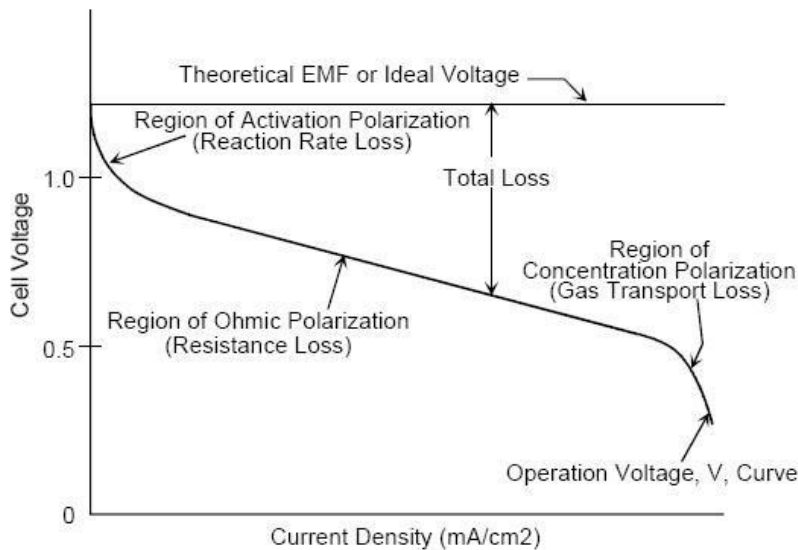 Theoretical EMF or Ideal Voltage
Region of Activation Polarization
(Reaction Rate Loss)
Total Loss
1.0
Cell Voltage
Region of
Concentration Polarization
(Gas Transport Loss)
Region of Ohmic Polarization
(Resistance Loss)
0.5
Operation Voltage, V, Curve
0
Current Density (mA/cm2)